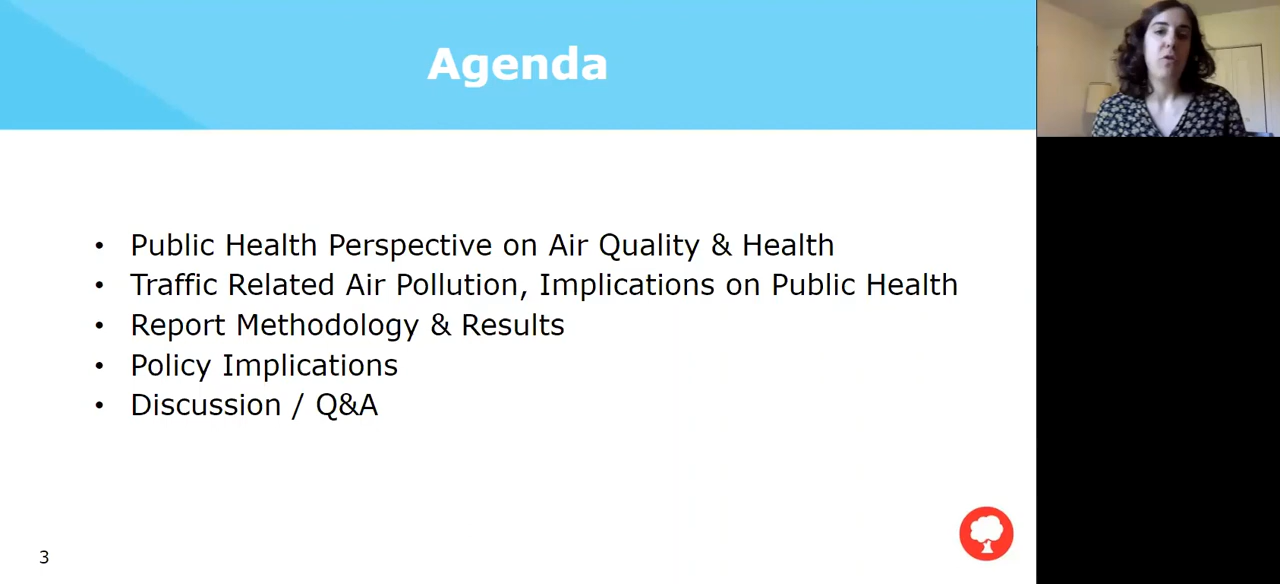 Agenda
• Public Health Perspective on Air Quality & Health
• Traffic Related Air Pollution, Implications on Public Health
• Report Methodology & Results
• Policy Implications
• Discussion / Q&A
3